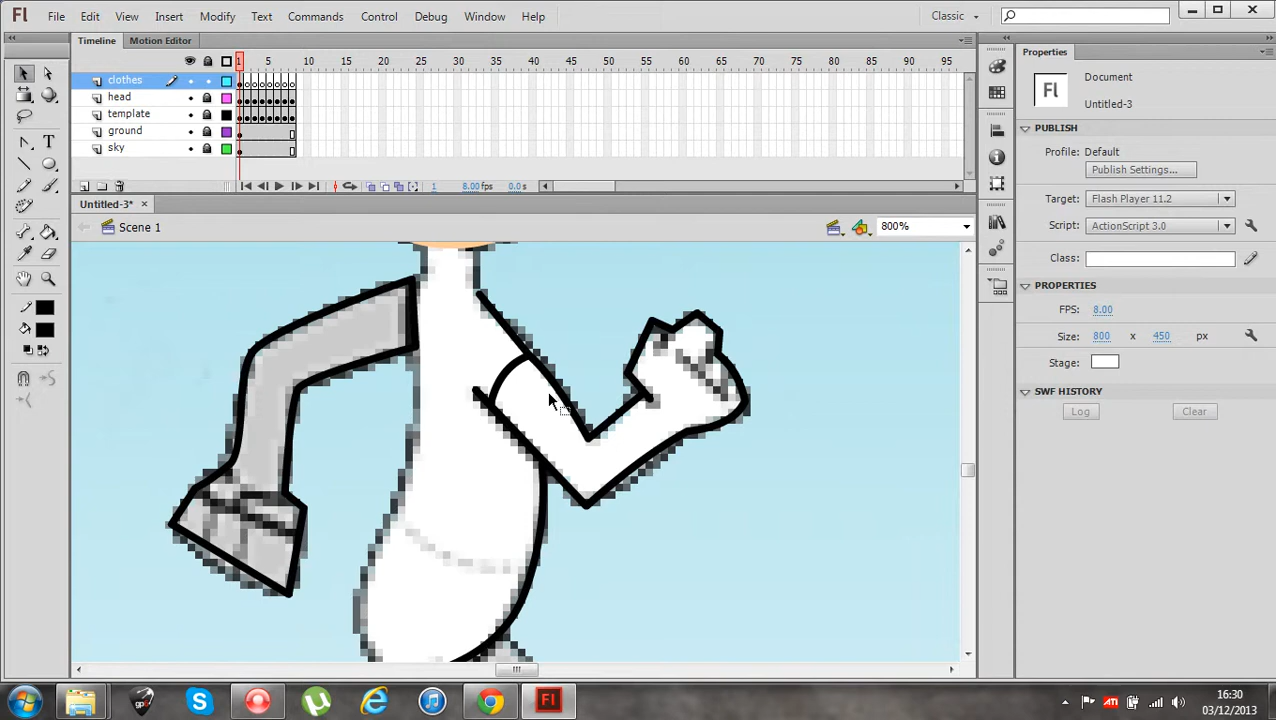 Fl File Edit View Insert Modify Text Commands Control Debug Window Help Classic
Timeline Motion Editor Properties
1 5 10 15 20 25 30 35 40 45 50 55 60 65 70 75 80 85 90 95
clothes
head
template
ground
sky
1 8.00 fps 0.0 s
Untitled-3*
Scene 1 800%
Fl Document
Untitled-3
PUBLISH
Profile: Default
Publish Settings...
Target: Flash Player 11.2
Script: ActionScript 3.0
Class:
PROPERTIES
FPS: 8.00
Size: 800 x 450 px
Stage:
SWF HISTORY
Log Clear
Fl
16:30
03/12/2013